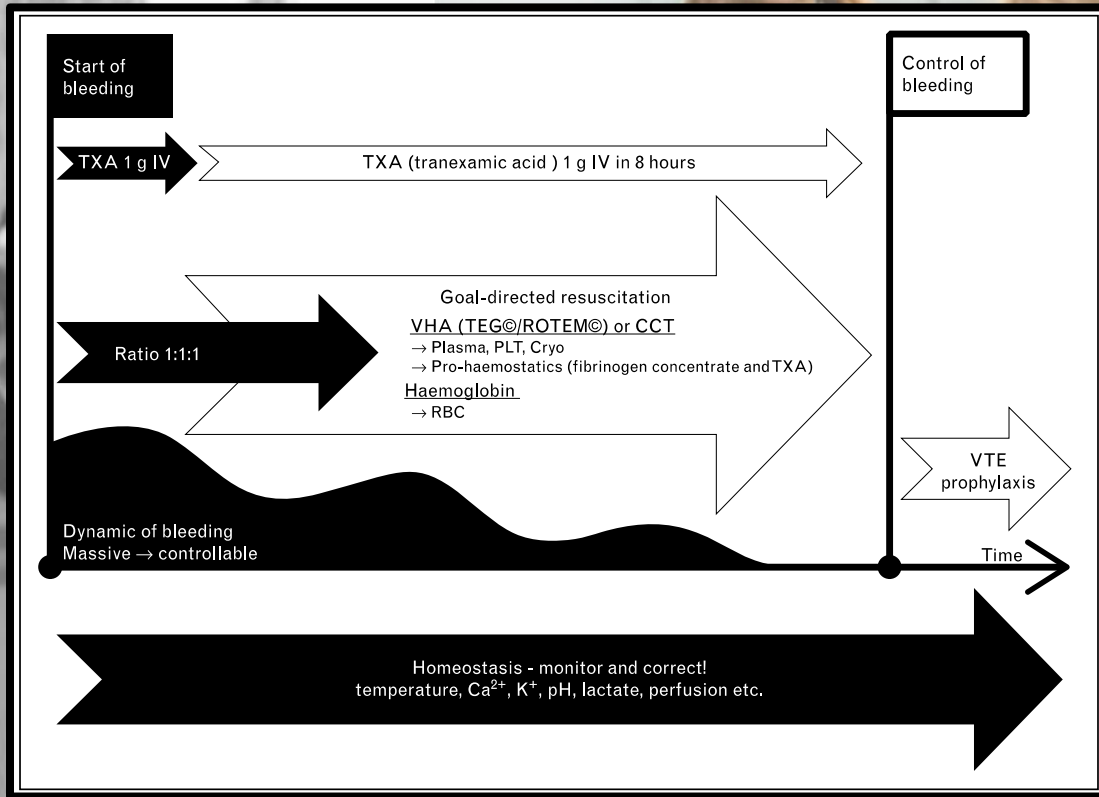 Start of
bleeding
Control of
bleeding
TXA 1 g IV
TXA (tranexamic acid ) 1 g IV in 8 hours
Goal-directed resuscitation
VHA (TEG©/ROTEM©) or CCT
→ Plasma, PLT, Cryo
→ Pro-haemostatics (fibrinogen concentrate and TXA)
Haemoglobin
→ RBC
Ratio 1:1:1
VTE
prophylaxis
Dynamic of bleeding
Massive → controllable
Time
Homeostasis - monitor and correct!
temperature, Ca²⁺, K⁺, pH, lactate, perfusion etc.